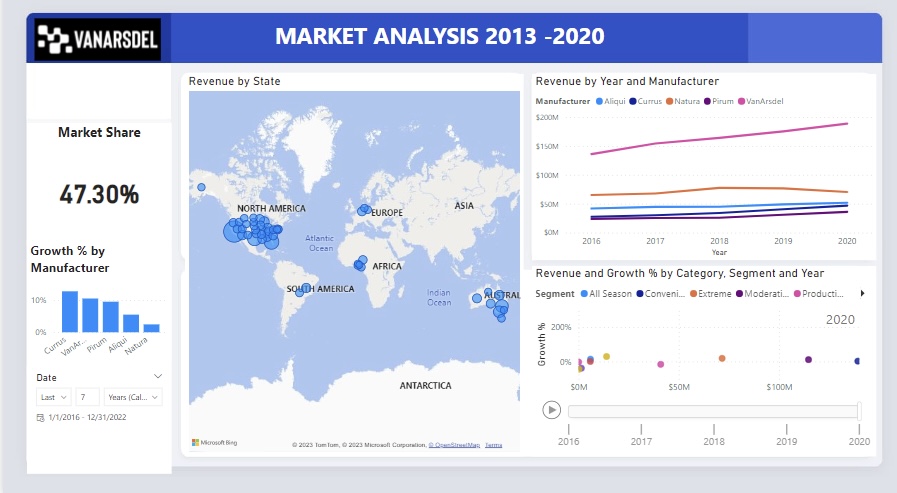 VANARSDEL
MARKET ANALYSIS 2013 -2020
Market Share
47.30%
Growth % by
Manufacturer
10%
0%
Currus
VanAr...
Pirum
Aliqui
Natura
Date
Last
7
Years (Cal...
1/1/2016 - 12/31/2022
Revenue by State
NORTH AMERICA
EUROPE
ASIA
Atlantic
Ocean
AFRICA
SOUTH AMERICA
Indian
Ocean
AUSTRAL
ANTARCTICA
Microsoft Bing
© 2023 TomTom, © 2023 Microsoft Corporation, © OpenStreetMap Terms
Revenue by Year and Manufacturer
Manufacturer Aliqui Currus Natura Pirum VanArsdel
$200M
$150M
$100M
$50M
$0M
2016 2017 2018 2019 2020
Year
Revenue and Growth % by Category, Segment and Year
Segment All Season Conveni... Extreme Moderati... Producti...
2020
Growth %
200%
0%
$0M $50M $100M
2016 2017 2018 2019 2020